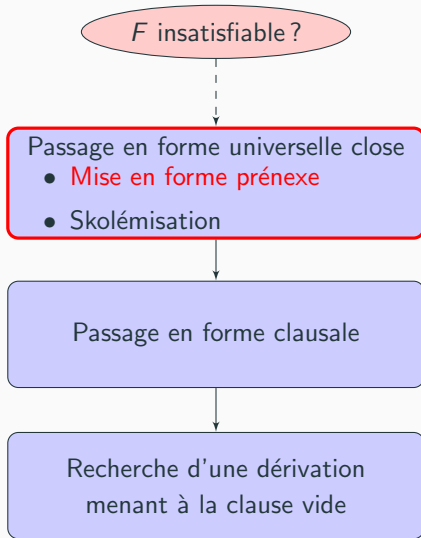 F insatisfiable ?
Passage en forme universelle close
• Mise en forme prénexe
• Skolémisation
Passage en forme clausale
Recherche d'une dérivation
menant à la clause vide